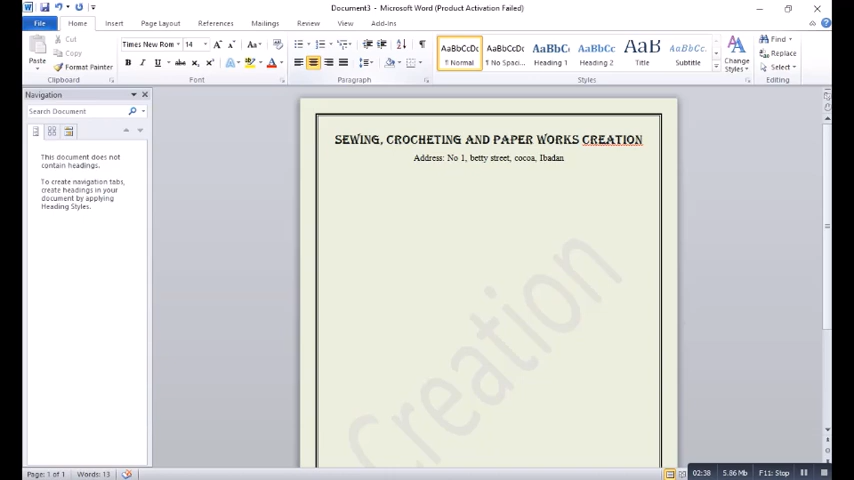 Document3 - Microsoft Word (Product Activation Failed)
File Home Insert Page Layout References Mailings Review View Add-Ins
Paste
Cut
Copy
Format Painter
Clipboard
Times New Rom 14
Font
Paragraph
AaBbCcDc AaBbCcDc AaBbC AaBbCc AaB AaBbCc.
¶ Normal ¶ No Spaci... Heading 1 Heading 2 Title Subtitle
Change Styles
Styles
Find
Replace
Select
Editing
Navigation
Search Document
This document does not
contain headings.
To create navigation tabs,
create headings in your
document by applying
Heading Styles.
SEWING, CROCHETING AND PAPER WORKS CREATION
Address: No 1, betty street, cocoa, Ibadan
Creation
Page: 1 of 1 Words: 13
02:38 5.86 Mb F11: Stop